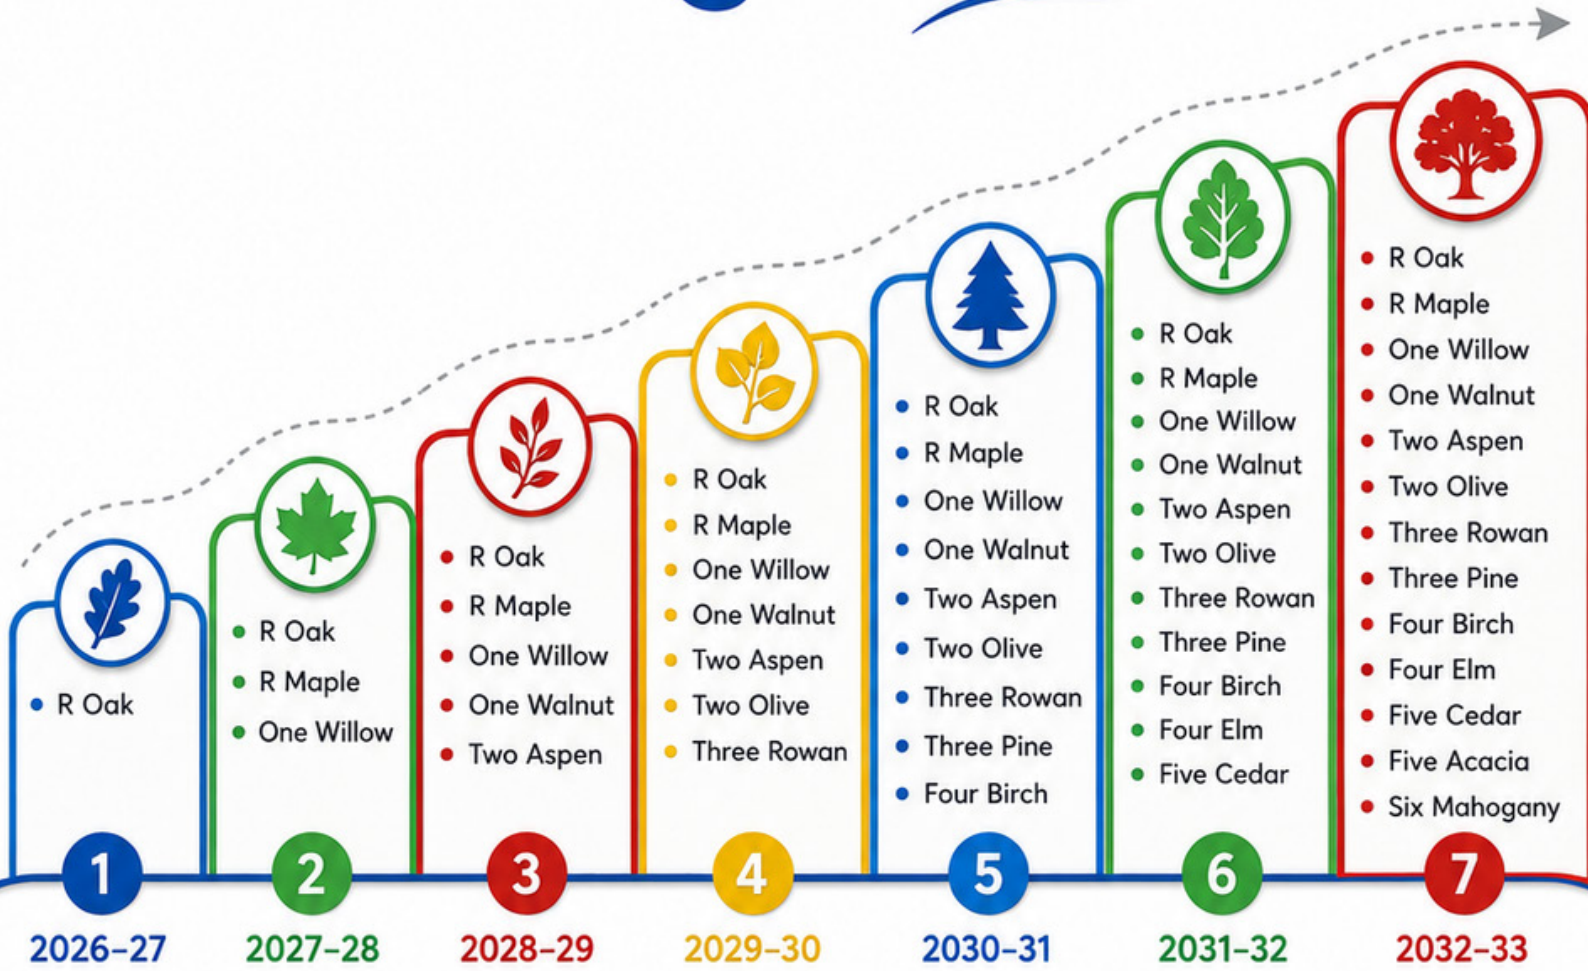 R Oak
1
2026–27
R Oak
R Maple
One Willow
2
2027–28
R Oak
R Maple
One Willow
One Walnut
Two Aspen
3
2028–29
R Oak
R Maple
One Willow
One Walnut
Two Aspen
Two Olive
Three Rowan
4
2029–30
R Oak
R Maple
One Willow
One Walnut
Two Aspen
Two Olive
Three Rowan
Three Pine
Four Birch
5
2030–31
R Oak
R Maple
One Willow
One Walnut
Two Aspen
Two Olive
Three Rowan
Three Pine
Four Birch
Four Elm
Five Cedar
6
2031–32
R Oak
R Maple
One Willow
One Walnut
Two Aspen
Two Olive
Three Rowan
Three Pine
Four Birch
Four Elm
Five Cedar
Five Acacia
Six Mahogany
7
2032–33